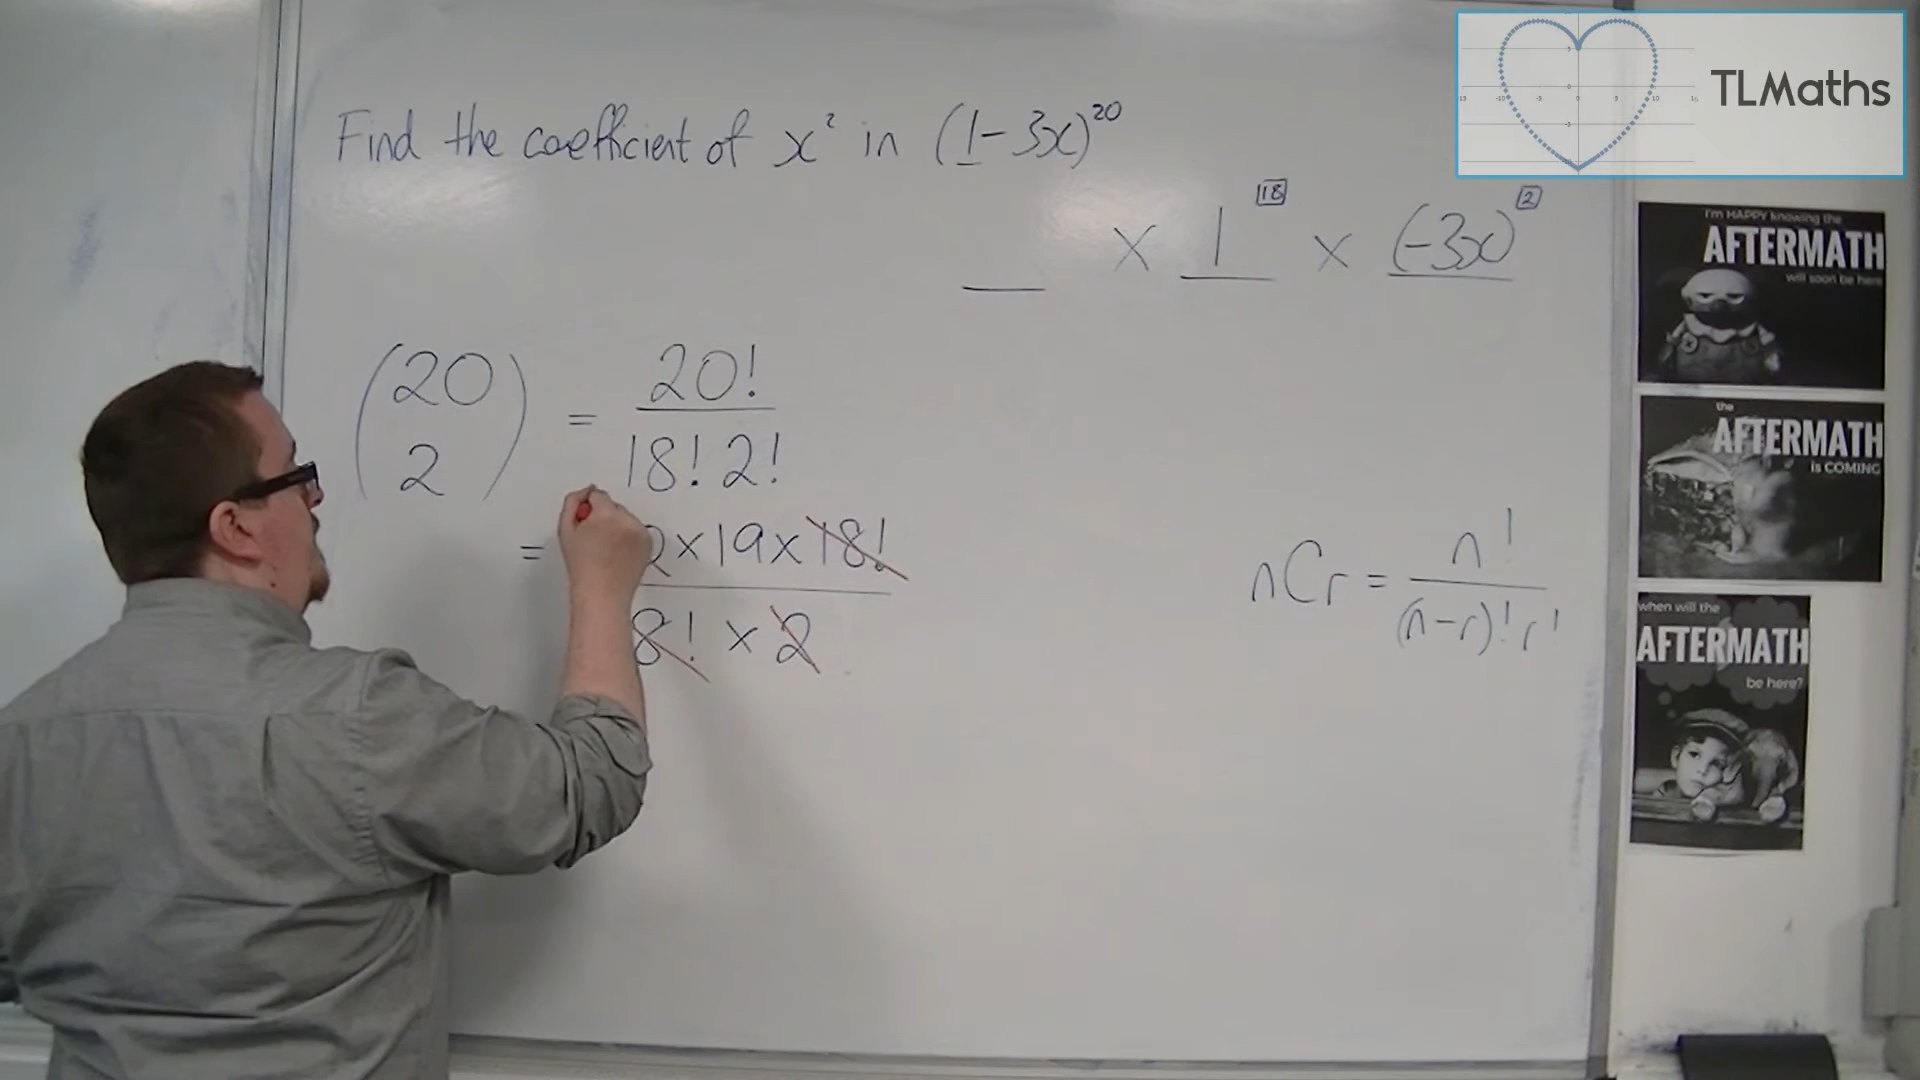 Find the coefficient of x² in (1-3x)²⁰
TLMaths
__ × 1^18 × (-3x)^2
(20 2) = 20! / 18! 2!
= × 19 × 18! / 8! × 2
nCr = n! / (n-r)! r!
I'm HAPPY knowing the
AFTERMATH
will soon be here
the
AFTERMATH
is COMING
when will the
AFTERMATH
be here?